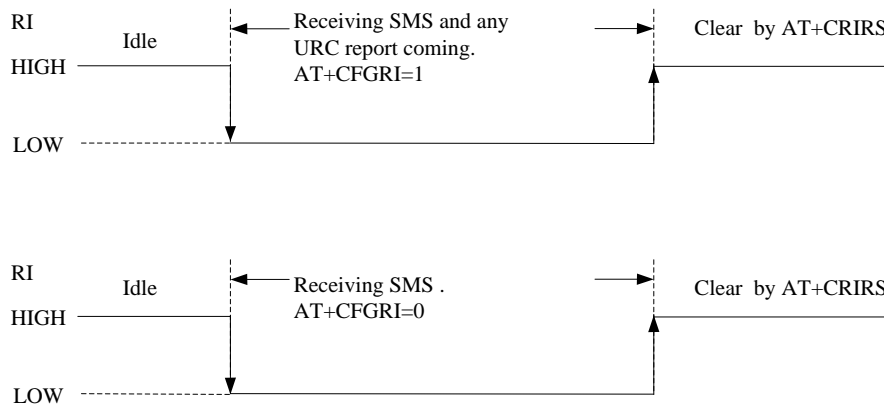 RI
Idle
Receiving SMS and any
URC report coming.
AT+CFGRI=1
Clear by AT+CRIRS
HIGH
LOW
RI
Idle
Receiving SMS .
AT+CFGRI=0
Clear by AT+CRIRS
HIGH
LOW